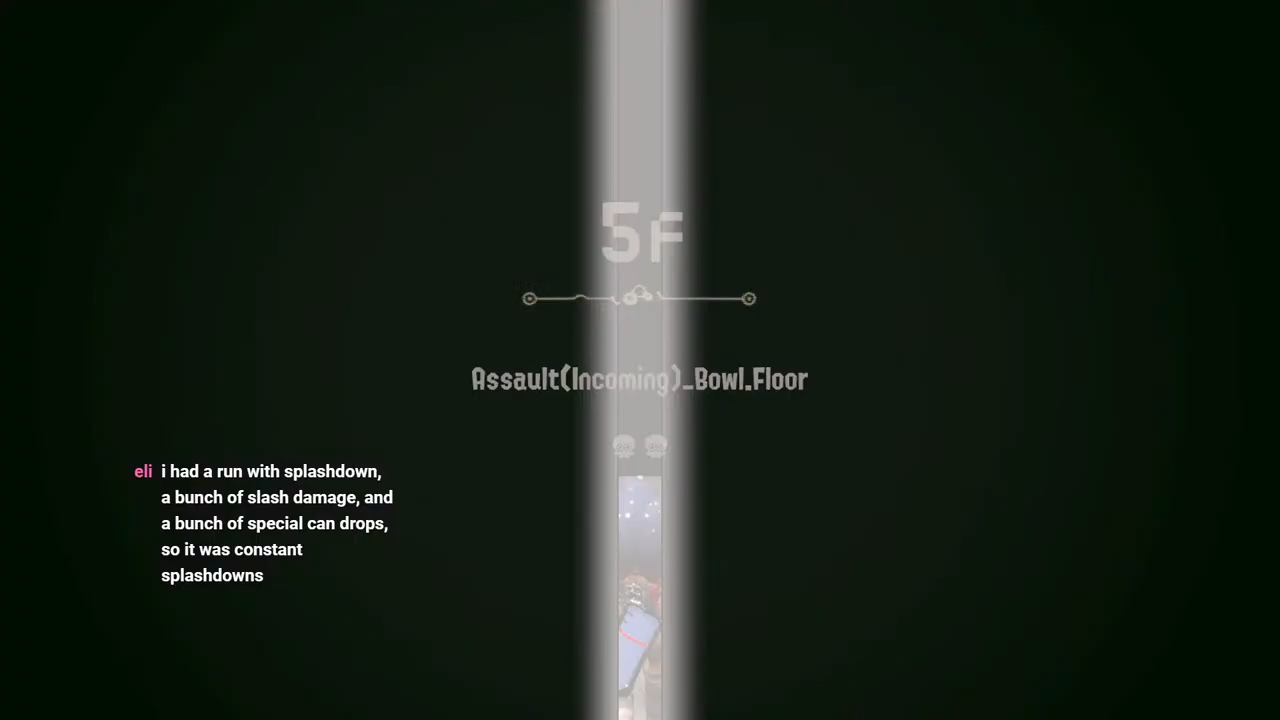 5F
Assault(Incoming)_Bowl.Floor
eli i had a run with splashdown,
a bunch of slash damage, and
a bunch of special can drops,
so it was constant
splashdowns